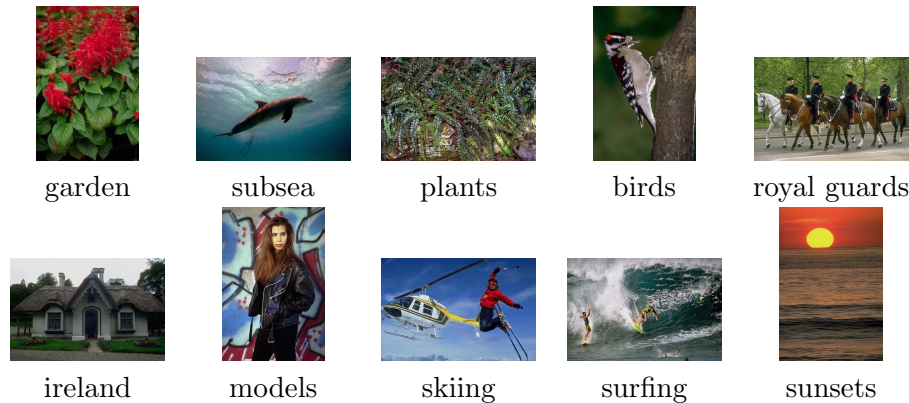 garden subsea plants birds royal guards
ireland models skiing surfing sunsets